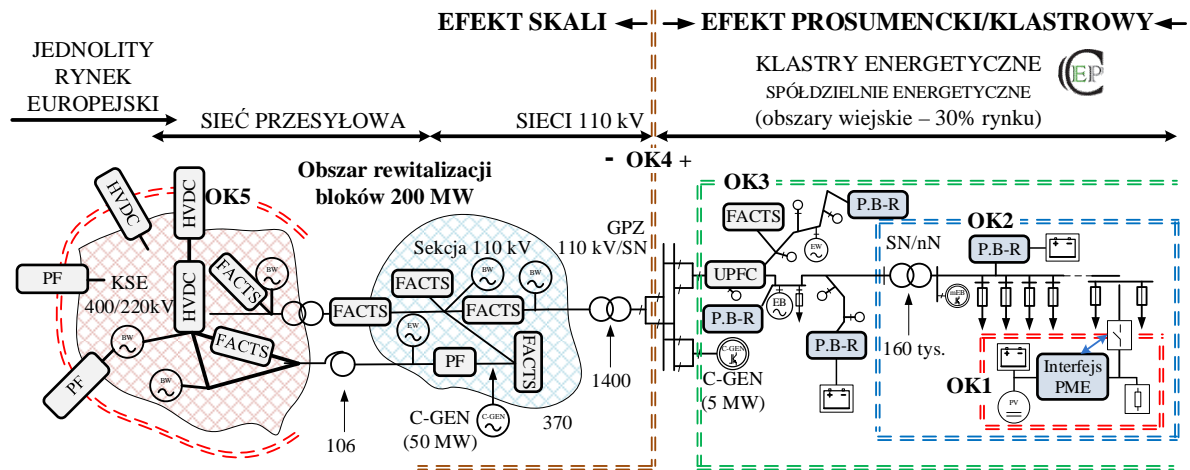 EFEKT SKALI
EFEKT PROSUMENCKI/KLASTROWY
JEDNOLITY
RYNEK
EUROPEJSKI
KLASTRY ENERGETYCZNE
SPÓŁDZIELNIE ENERGETYCZNE
(obszary wiejskie – 30% rynku)
CEP
SIEĆ PRZESYŁOWA
SIECI 110 kV
Obszar rewitalizacji
bloków 200 MW
- OK4 +
OK5
HVDC
HVDC
HVDC
PF
KSE
400/220kV
BW
FACTS
BW
FACTS
PF
BW
106
FACTS
Sekcja 110 kV
FACTS
BW
BW
FACTS
EW
PF
FACTS
C-GEN
C-GEN
(50 MW)
370
1400
GPZ
110 kV/SN
OK3
FACTS
P.B-R
EW
UPFC
P.B-R
EB
P.B-R
C-GEN
C-GEN
(5 MW)
SN/nN
160 tys.
µEB
OK2
P.B-R
OK1
Interfejs
PME
PV